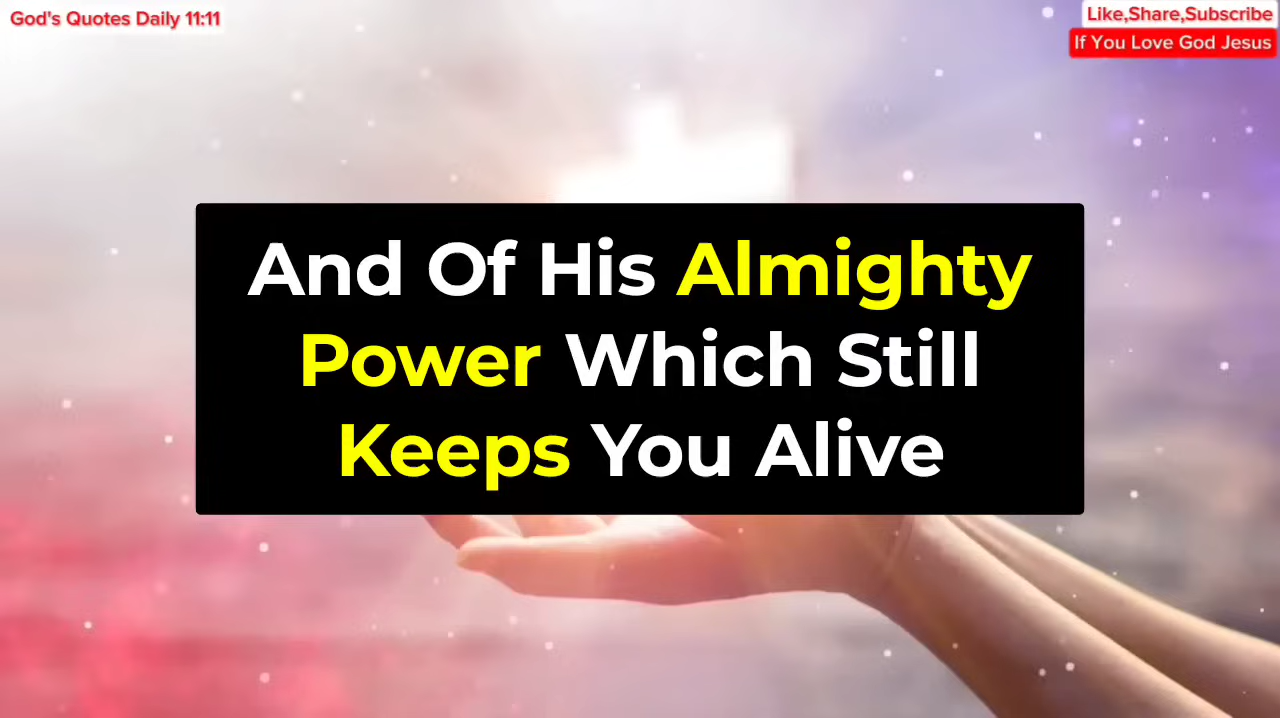 God's Quotes Daily 11:11
Like,Share,Subscribe
If You Love God Jesus
And Of His Almighty
Power Which Still
Keeps You Alive